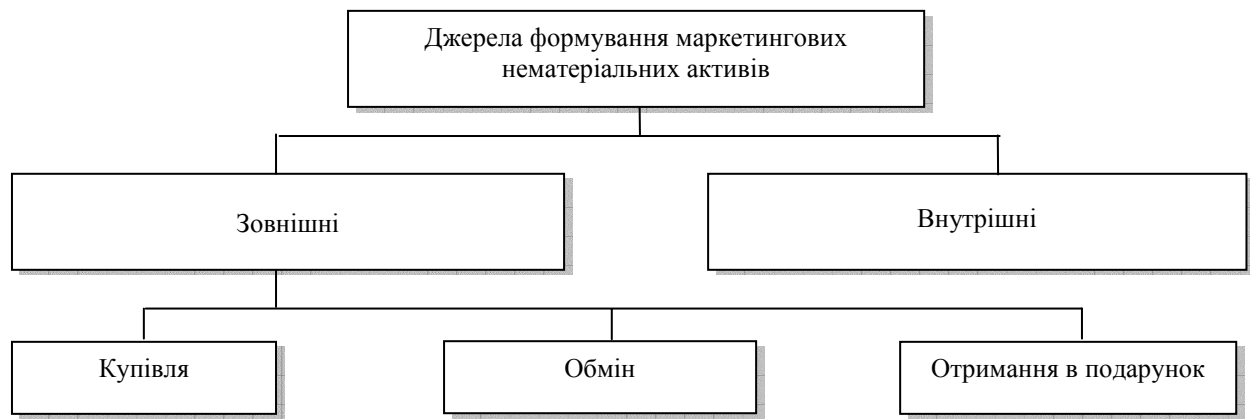 Джерела формування маркетингових
нематеріальних активів
Зовнішні
Внутрішні
Купівля
Обмін
Отримання в подарунок